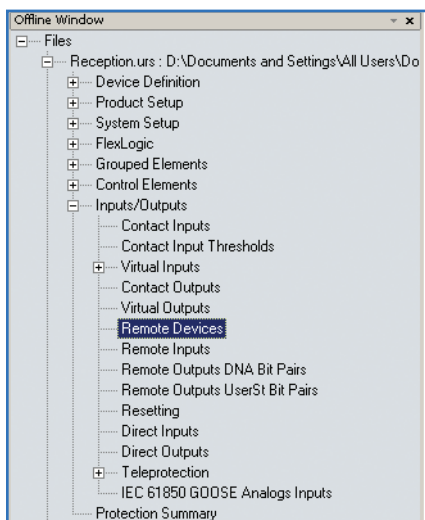 Offline Window
Files
Reception.urs : D:\Documents and Settings\All Users\Do
Device Definition
Product Setup
System Setup
FlexLogic
Grouped Elements
Control Elements
Inputs/Outputs
Contact Inputs
Contact Input Thresholds
Virtual Inputs
Contact Outputs
Virtual Outputs
Remote Devices
Remote Inputs
Remote Outputs DNA Bit Pairs
Remote Outputs UserSt Bit Pairs
Resetting
Direct Inputs
Direct Outputs
Teleprotection
IEC 61850 GOOSE Analogs Inputs
Protection Summary